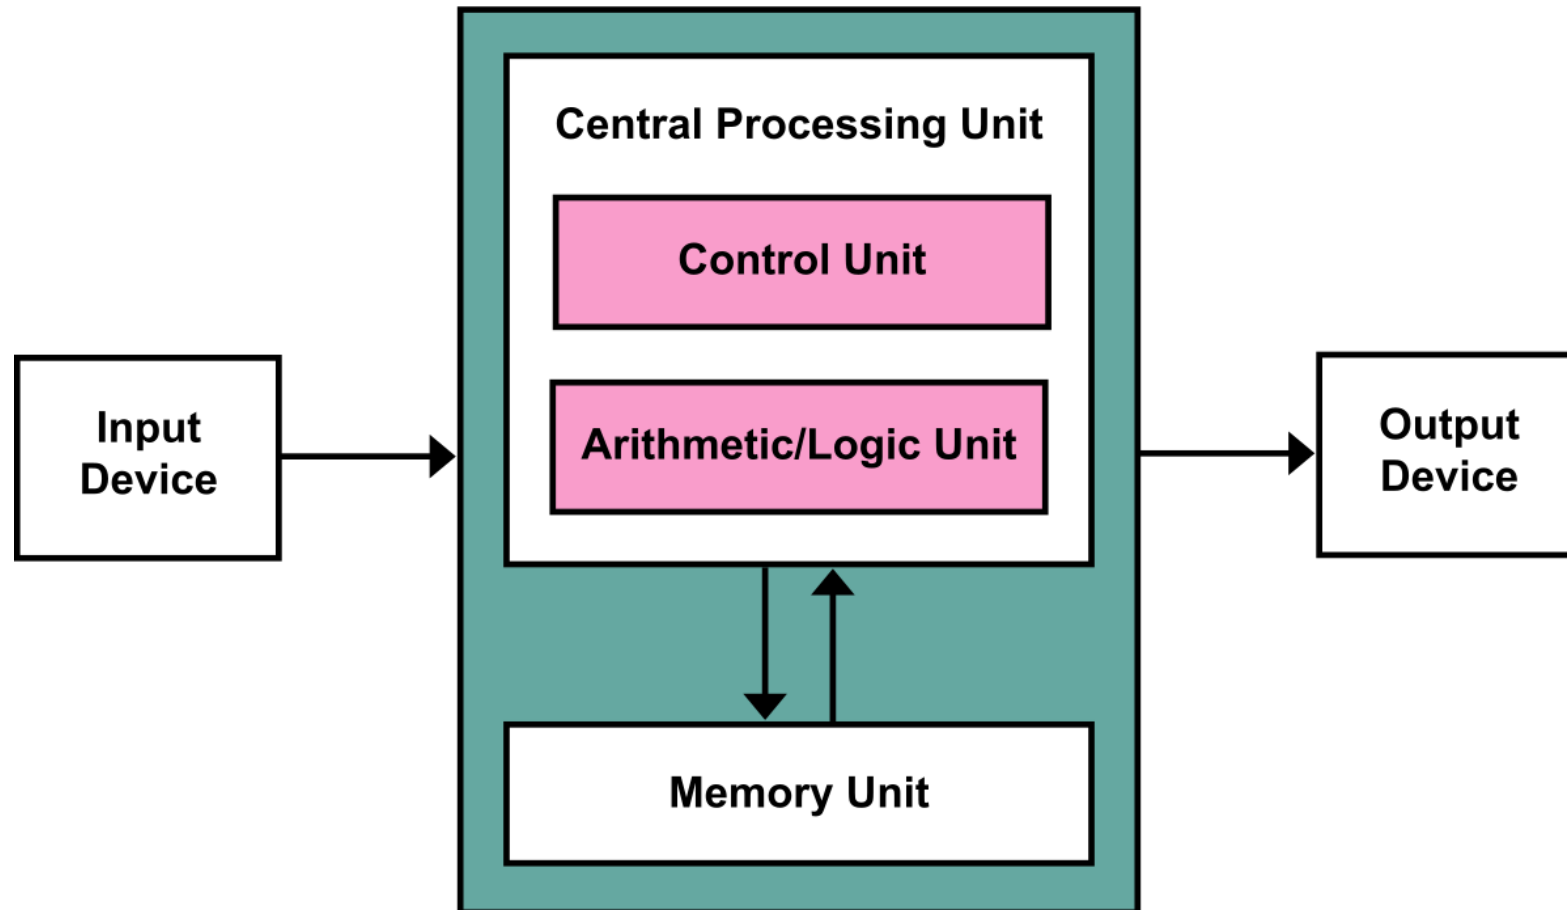 Central Processing Unit
Control Unit
Arithmetic/Logic Unit
Input
Device
Output
Device
Memory Unit